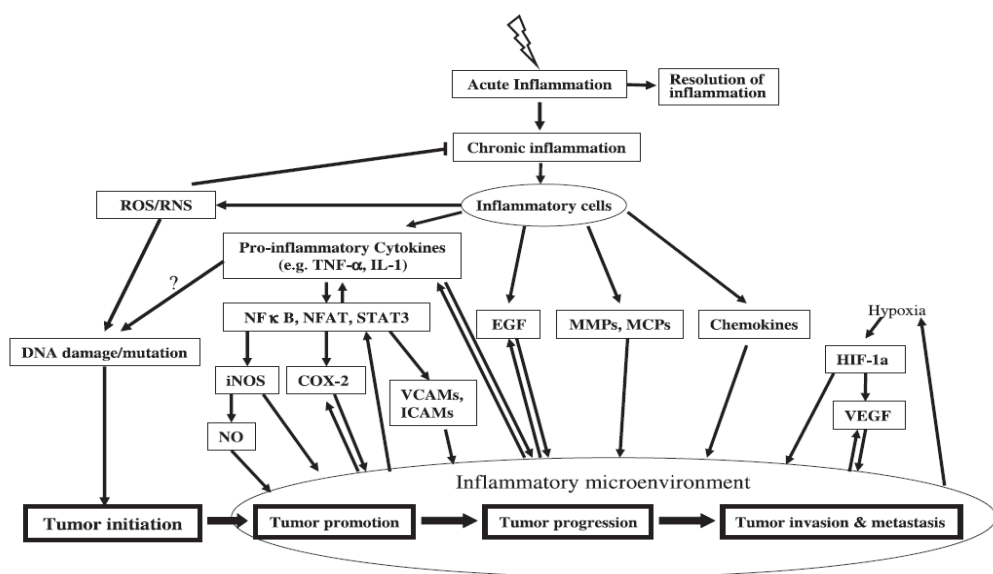 Acute Inflammation
Resolution of
inflammation
Chronic inflammation
ROS/RNS
Inflammatory cells
Pro-inflammatory Cytokines
(e.g. TNF-α, IL-1)
?
NFκB, NFAT, STAT3
EGF
MMPs, MCPs
Chemokines
Hypoxia
DNA damage/mutation
HIF-1a
iNOS
COX-2
VCAMs,
ICAMs
VEGF
NO
Inflammatory microenvironment
Tumor initiation
Tumor promotion
Tumor progression
Tumor invasion & metastasis